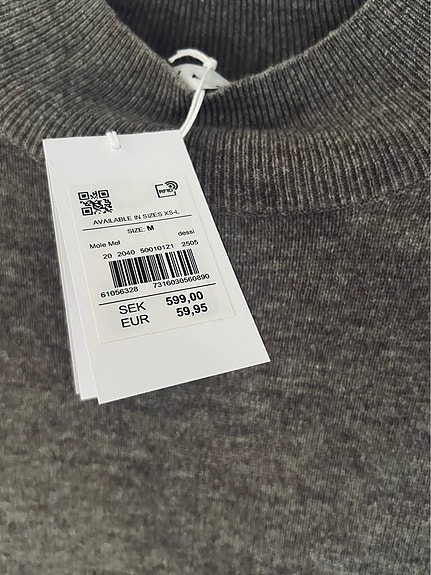 RFID
AVAILABLE IN SIZES XS-L
SIZE: M
Mole Mel dessi
20 2040 50010121 2505
61056328 7316030560890
SEK 599,00
EUR 59,95